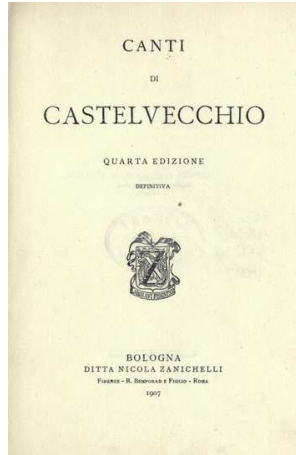 CANTI
DI
CASTELVECCHIO
QUARTA EDIZIONE
DEFINITIVA
BOLOGNA
DITTA NICOLA ZANICHELLI
FIRENZE - R. BEMPORAD E FIGLIO - ROMA
1907